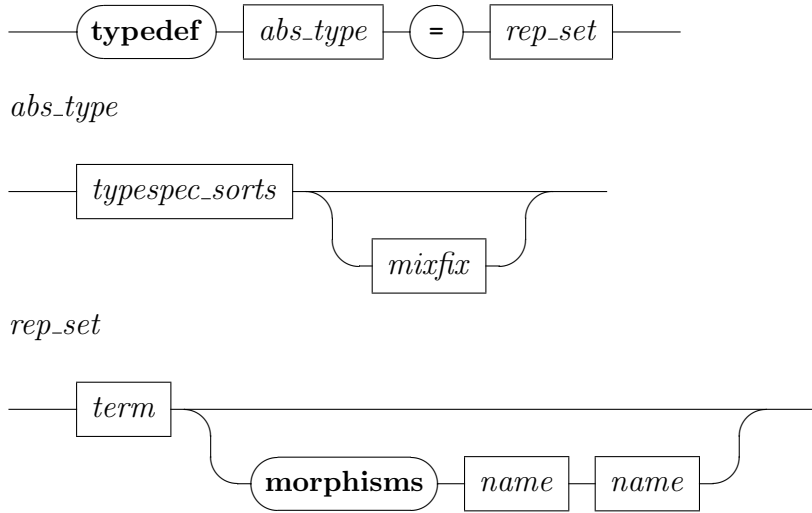 typedef abs_type = rep_set
abs_type
typespec_sorts
mixfix
rep_set
term
morphisms name name